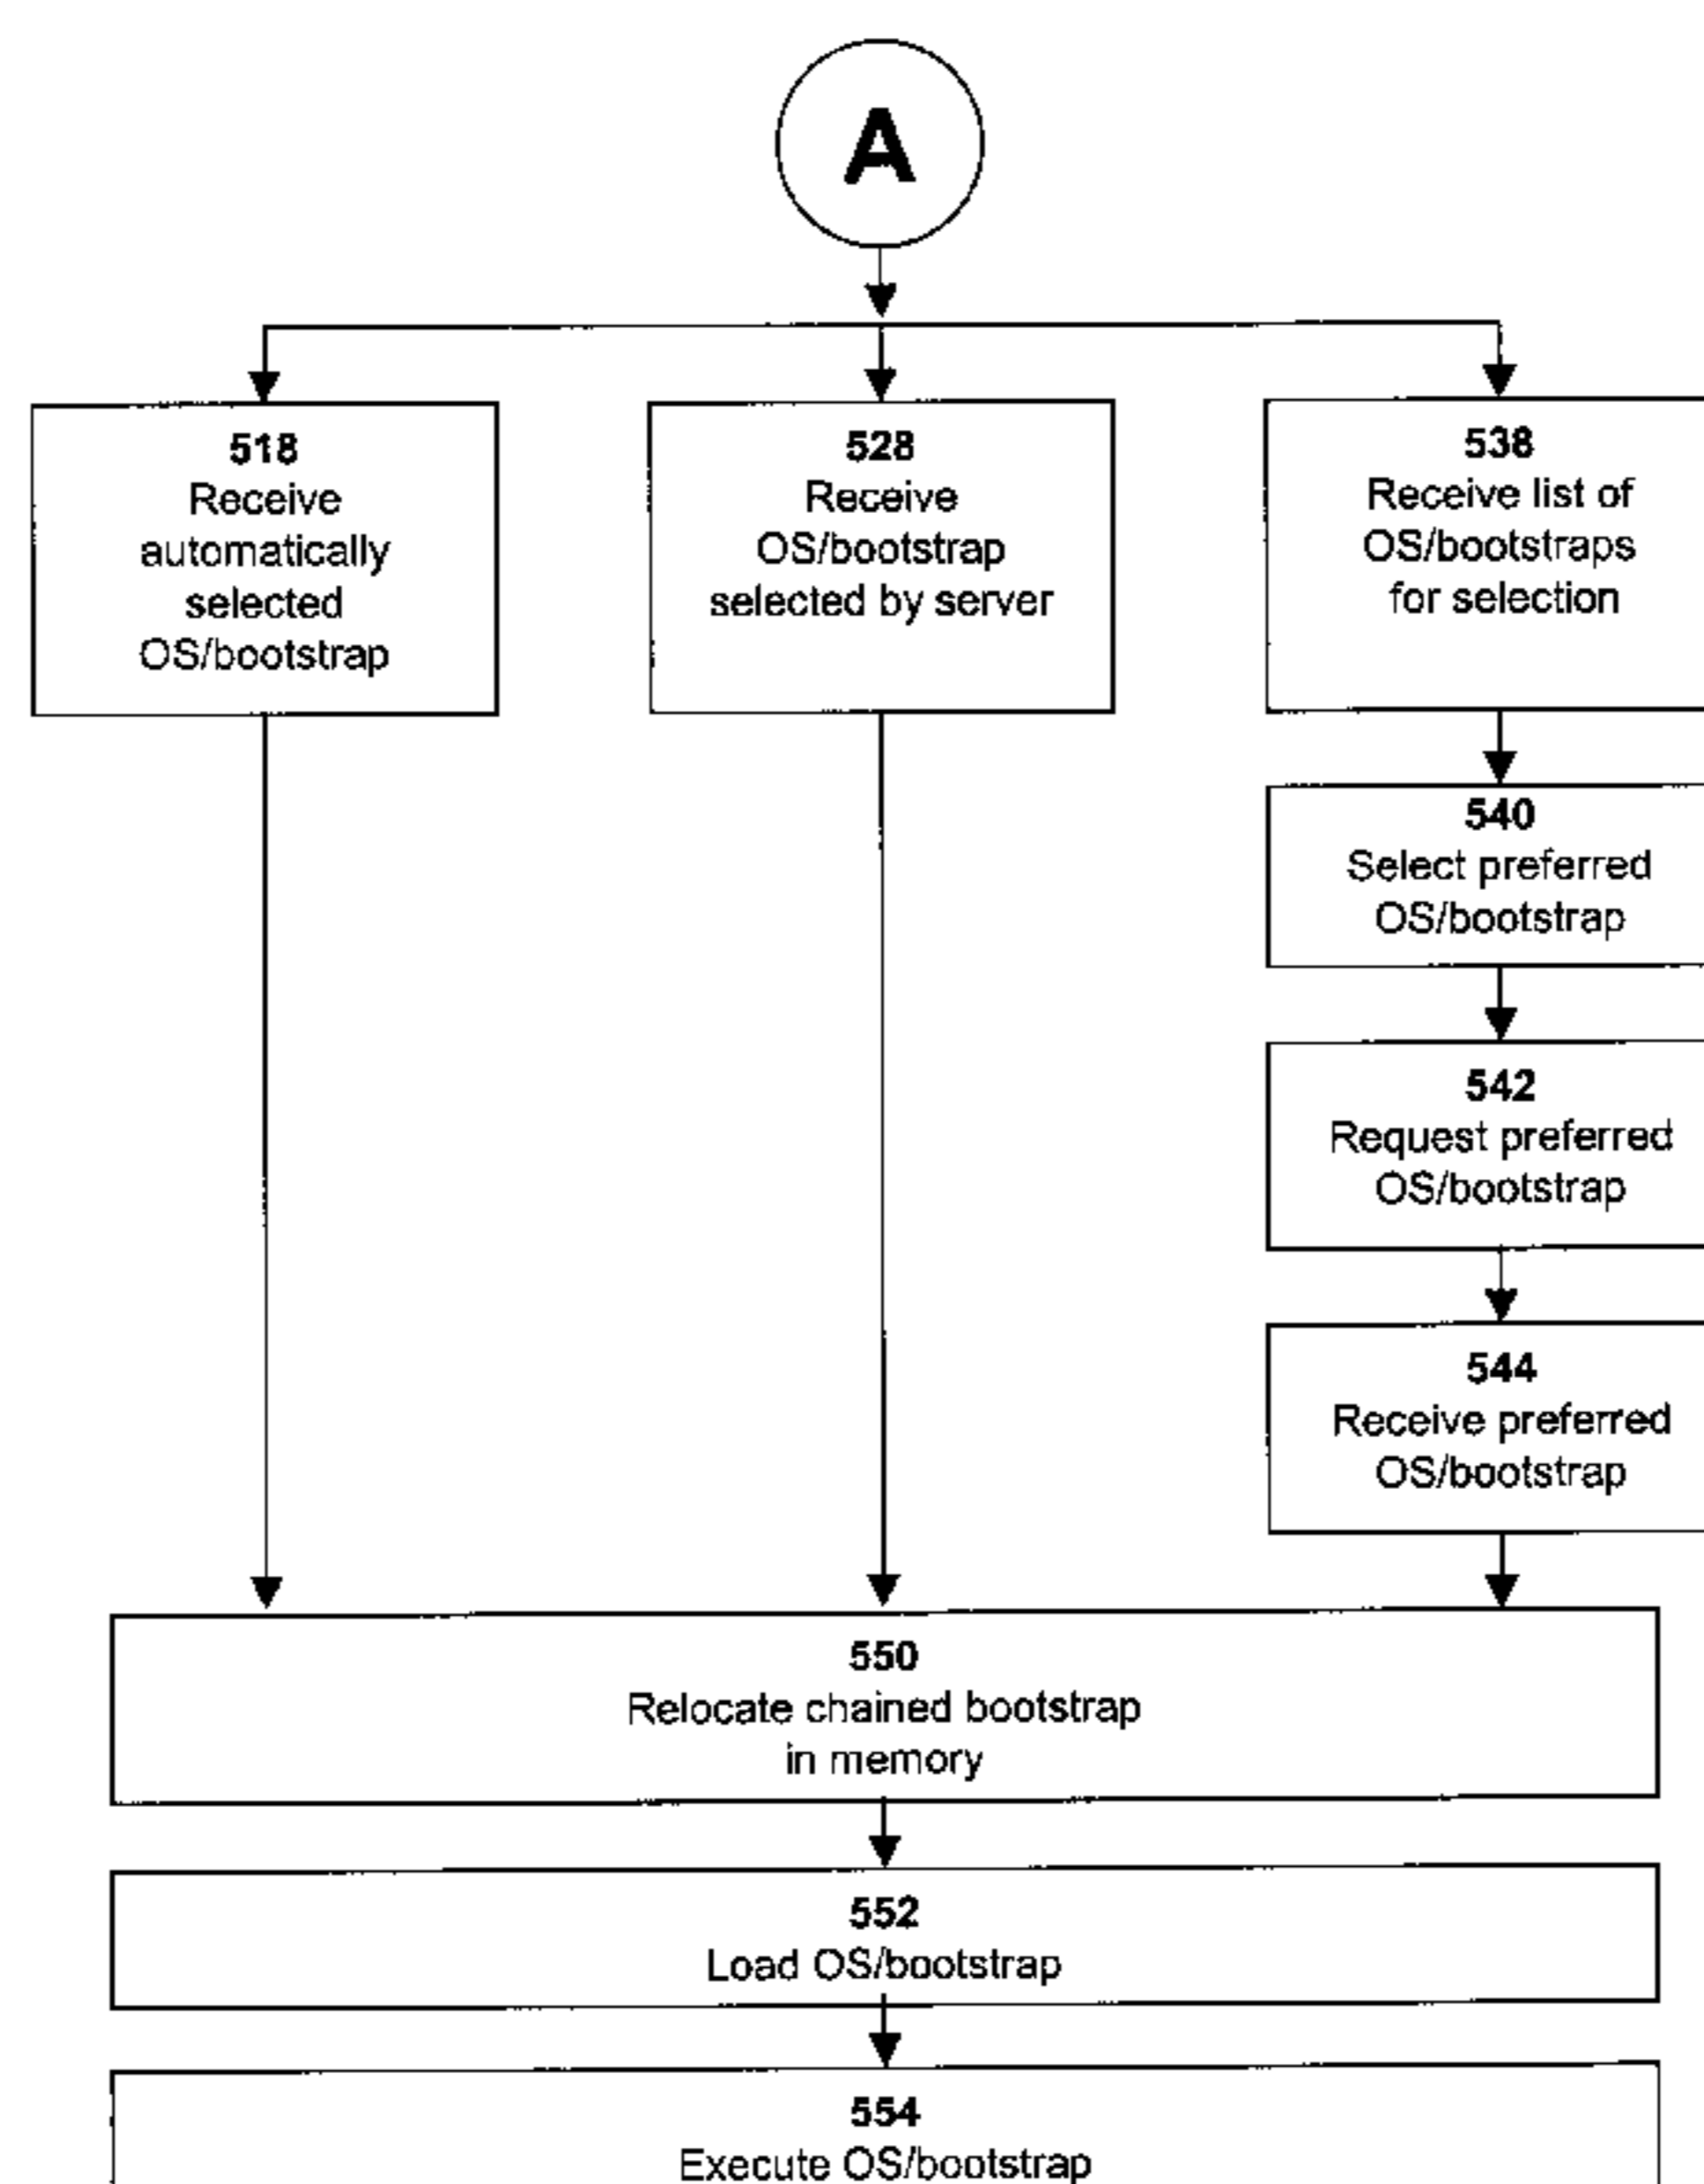 A
518
Receive
automatically
selected
OS/bootstrap
528
Receive
OS/bootstrap
selected by server
538
Receive list of
OS/bootstraps
for selection
540
Select preferred
OS/bootstrap
542
Request preferred
OS/bootstrap
544
Receive preferred
OS/bootstrap
550
Relocate chained bootstrap
in memory
552
Load OS/bootstrap
554
Execute OS/bootstrap